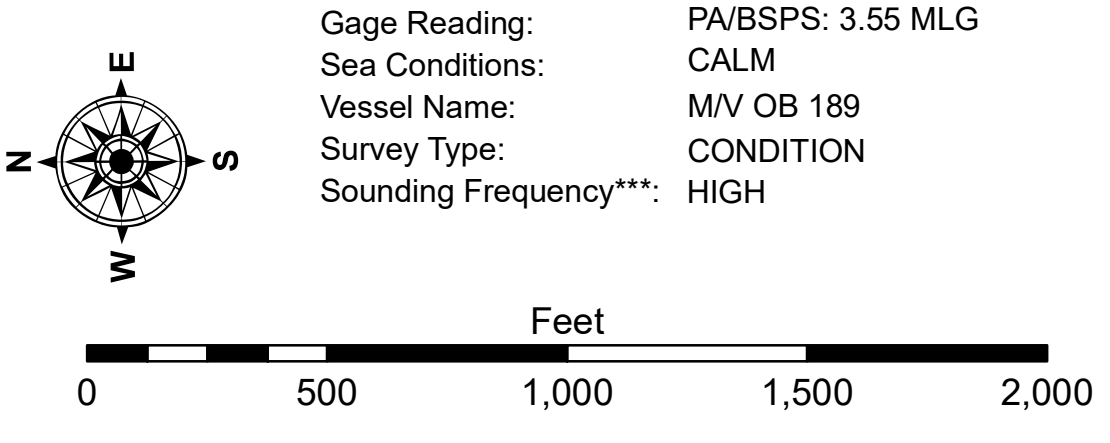 Gage Reading: PA/BSPS: 3.55 MLG
Sea Conditions: CALM
Vessel Name: M/V OB 189
Survey Type: CONDITION
Sounding Frequency***: HIGH
E
N
S
W
Feet
0 500 1,000 1,500 2,000